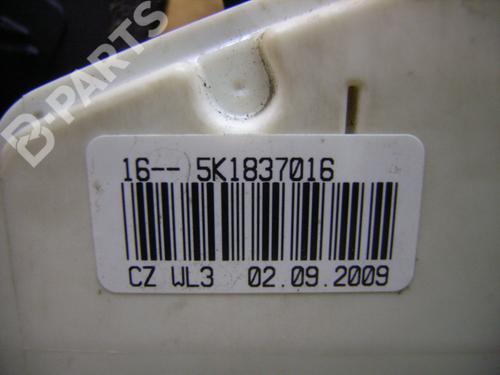 B-PARTS
16-- 5K1837016
CZ WL3 02.09.2009